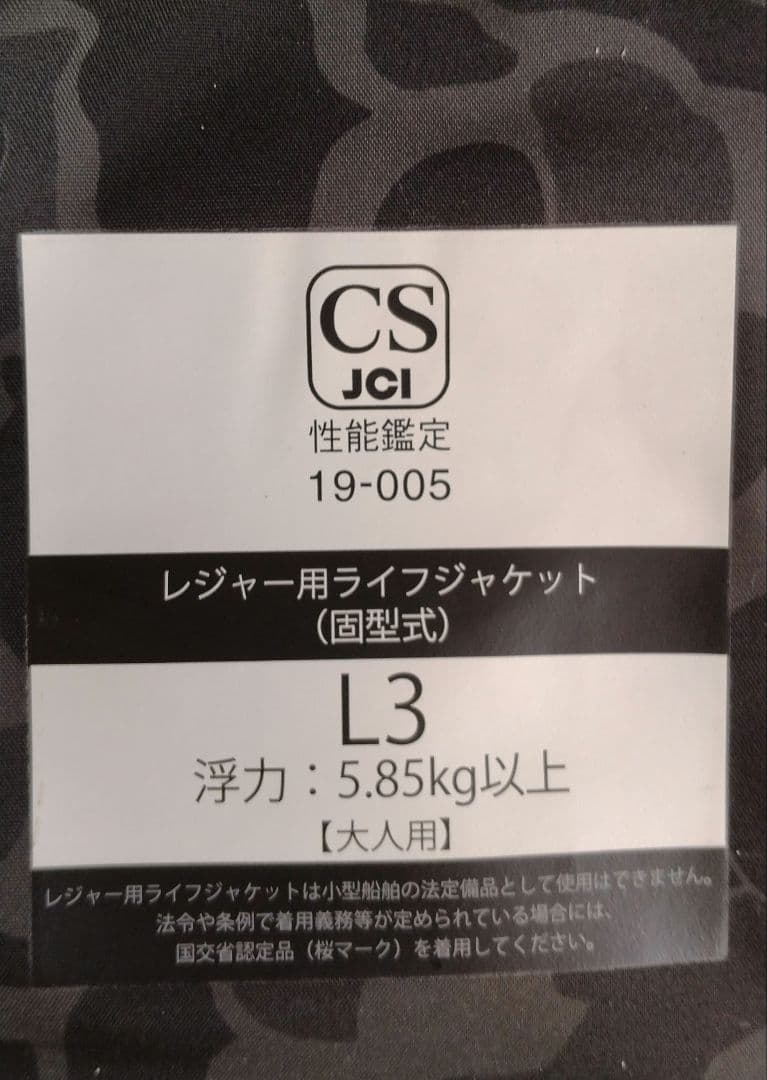 CS
JCI
性能鑑定
19-005
レジャー用ライフジャケット
（固型式）
L3
浮力：5.85kg以上
【大人用】
レジャー用ライフジャケットは小型船舶の法定備品として使用はできません。
法令や条例で着用義務等が定められている場合には、
国交省認定品（桜マーク）を着用してください。